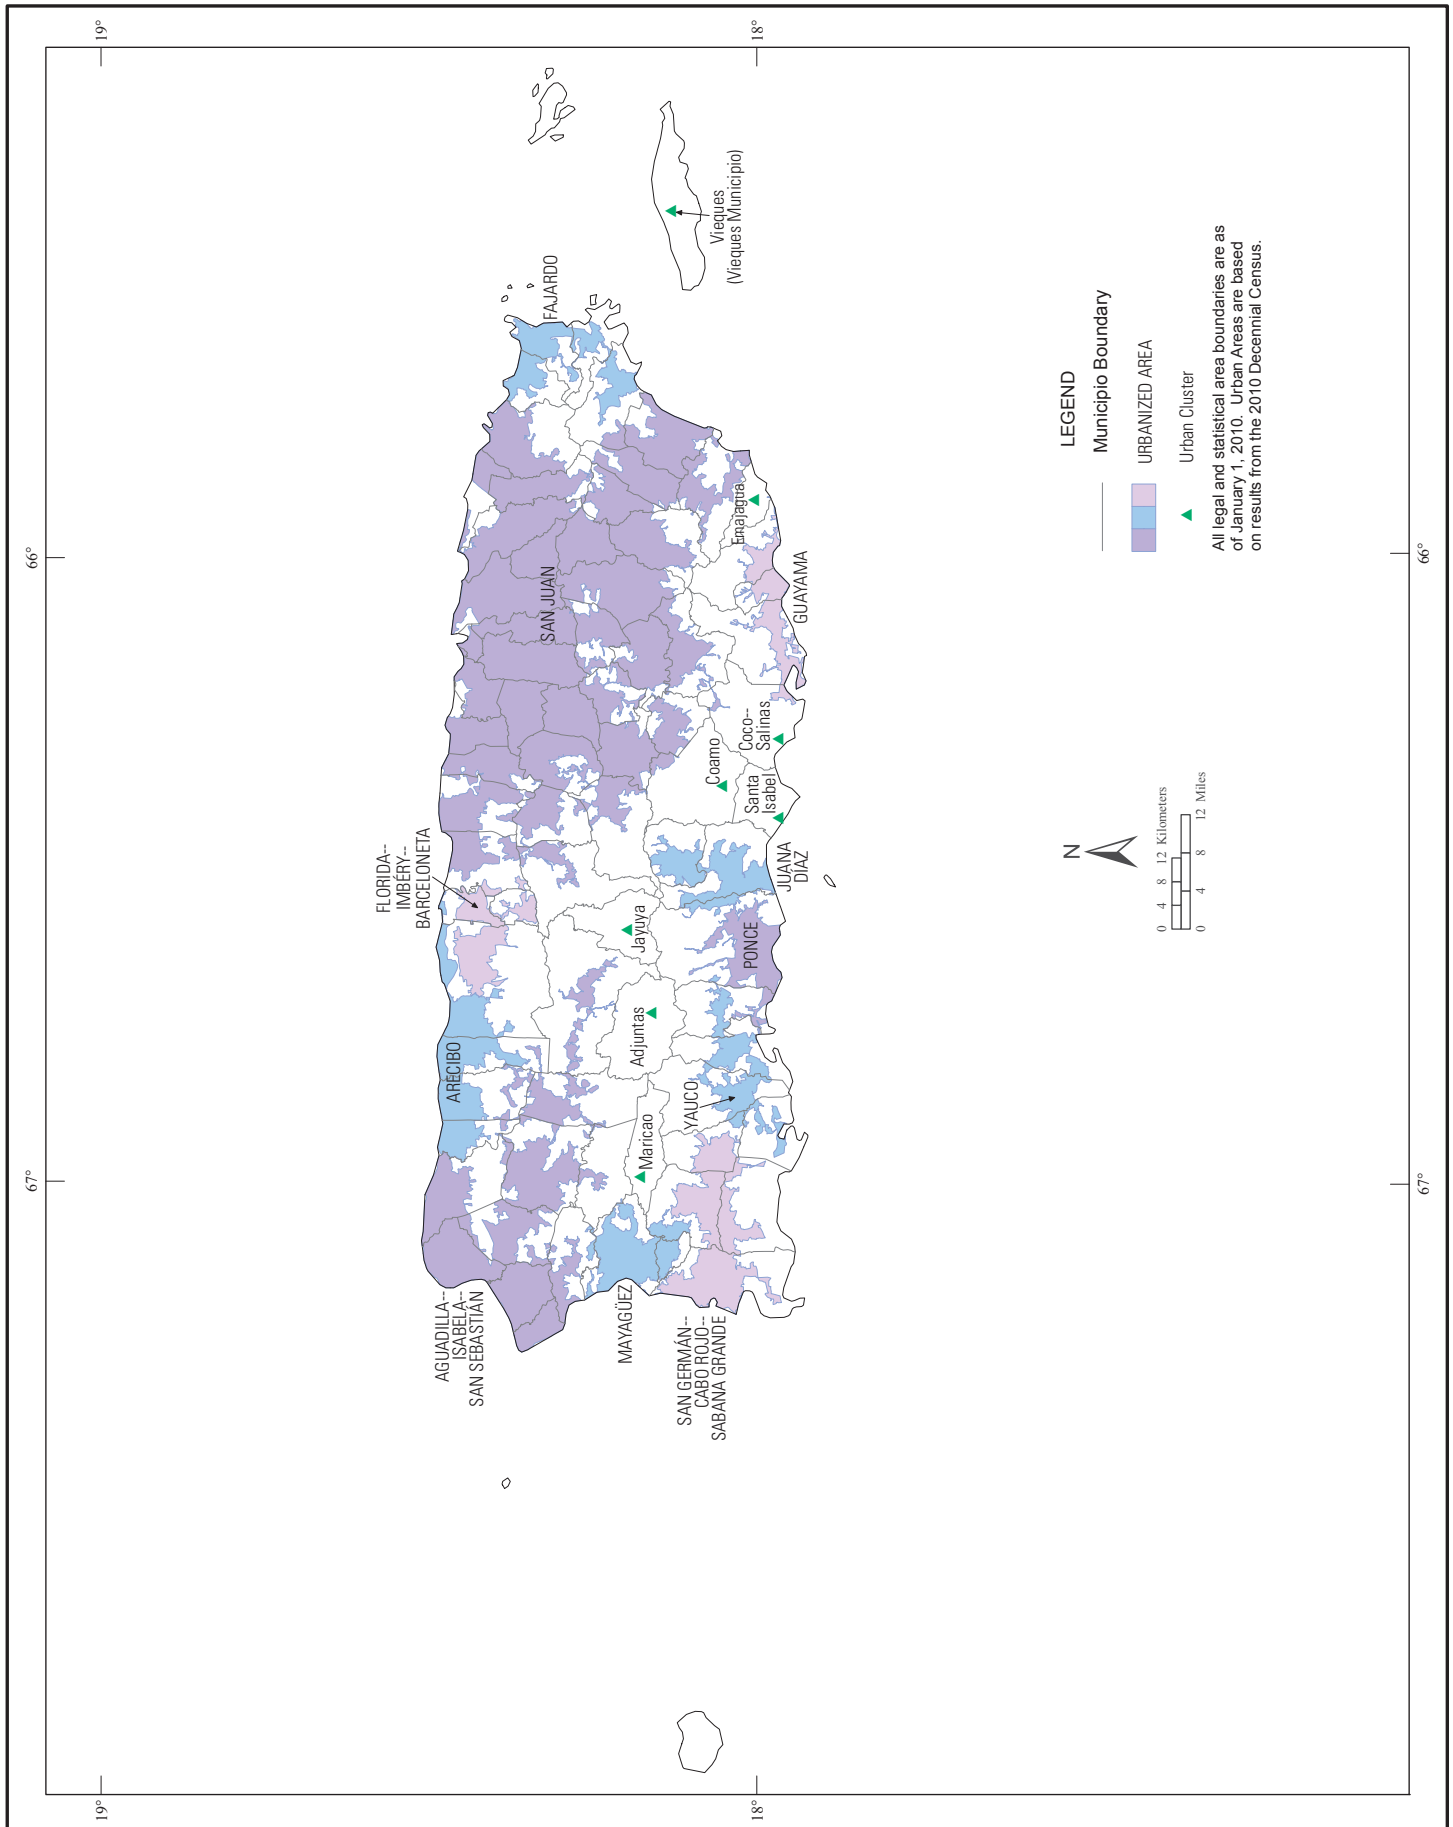 67°
66°
19°
18°
19°
18°
67°
66°
AGUADILLA--
ISABELA--
SAN SEBASTIÁN
ARECIBO
FLORIDA--
IMBÉRY--
BARCELONETA
SAN JUAN
FAJARDO
MAYAGÜEZ
SAN GERMÁN--
CABO ROJO--
SABANA GRANDE
Maricao
YAUCO
Adjuntas
Jayuya
PONCE
JUANA
DÍAZ
Coamo
Santa
Isabel
Coco--
Salinas
GUAYAMA
Emajagua
Vieques
(Vieques Municipio)
N
0 4 8 12 Kilometers
0 4 8 12 Miles
LEGEND
Municipio Boundary
URBANIZED AREA
Urban Cluster
All legal and statistical area boundaries are as
of January 1, 2010. Urban Areas are based
on results from the 2010 Decennial Census.